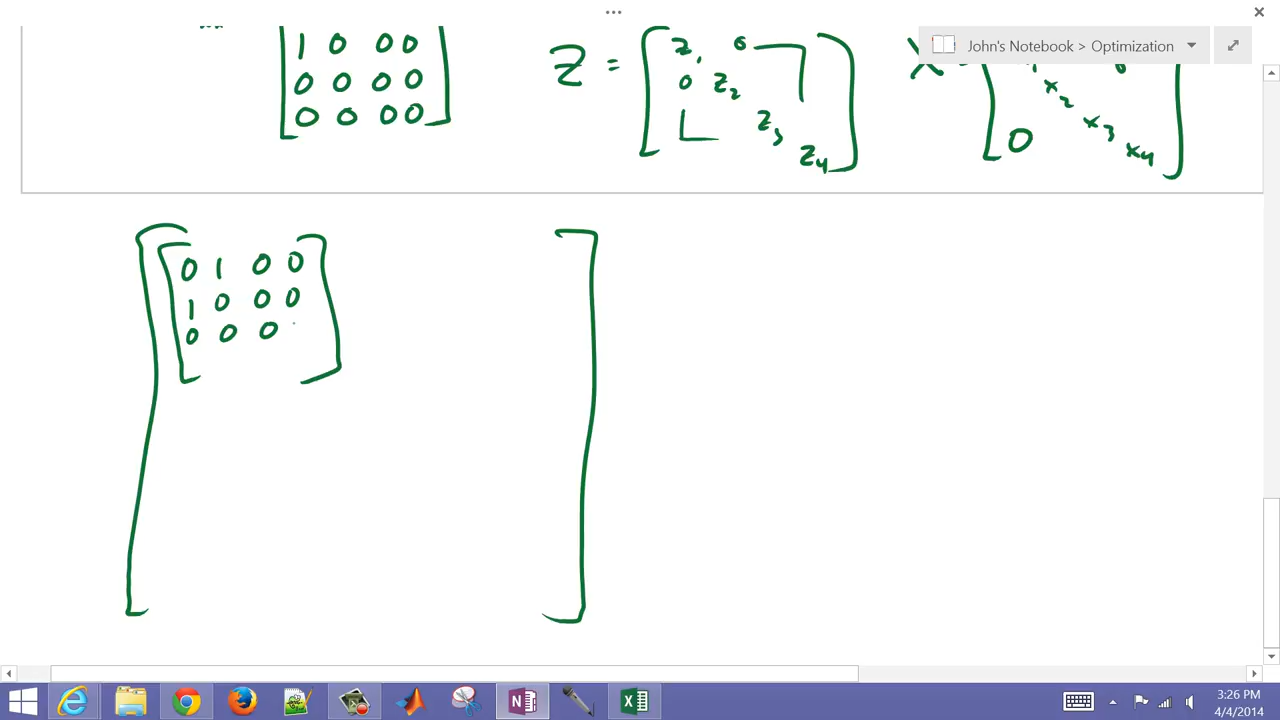 John's Notebook > Optimization
1 0 0 0
0 0 0 0
0 0 0 0
Z =
z1 0
0 z2
z3
z4
X
x2
x3
0 x4
0 1 0 0
1 0 0 0
0 0 0
3:26 PM
4/4/2014